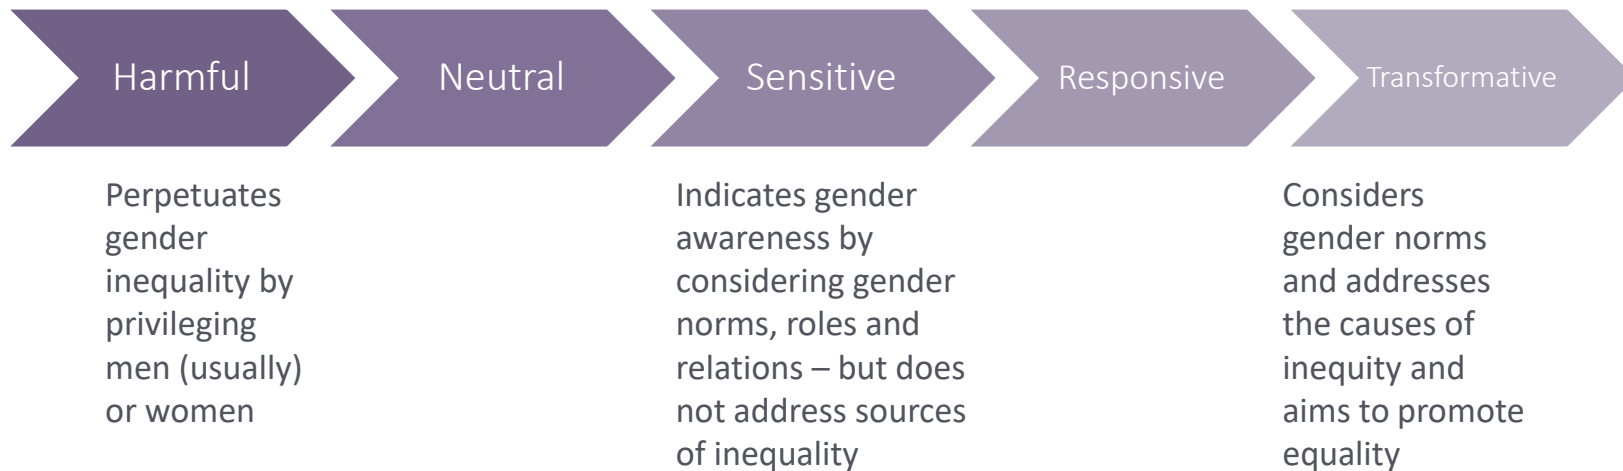 Harmful
Neutral
Sensitive
Responsive
Transformative
Perpetuates
gender
inequality by
privileging
men (usually)
or women
Indicates gender
awareness by
considering gender
norms, roles and
relations – but does
not address sources
of inequality
Considers
gender norms
and addresses
the causes of
inequity and
aims to promote
equality